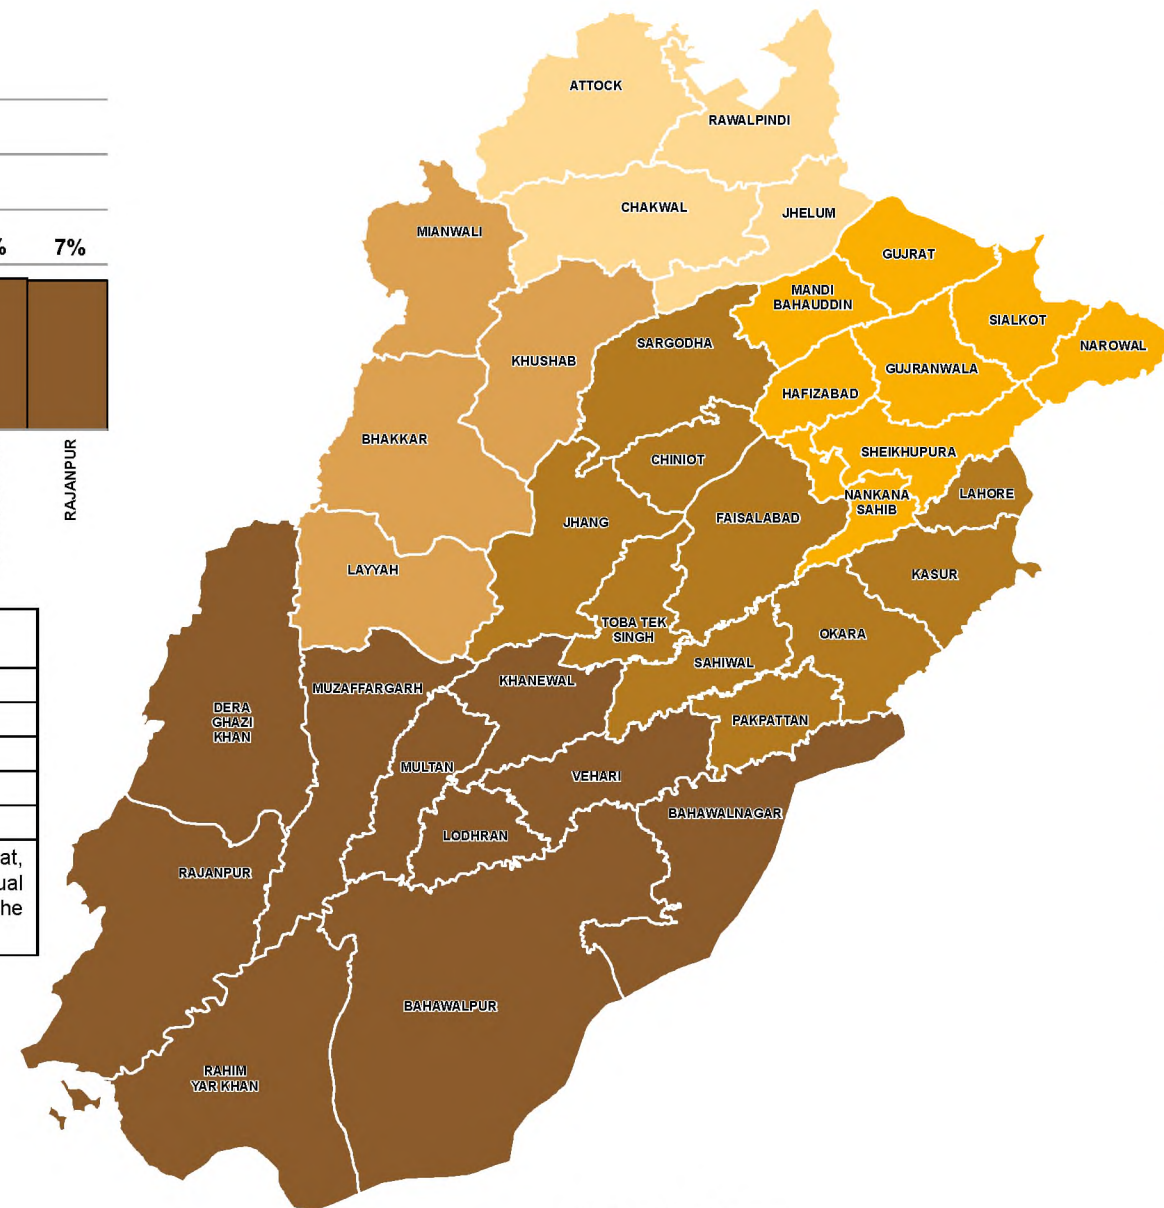 ATTOCK
RAWALPINDI
CHAKWAL
JHELUM
MIANWALI
GUJRAT
7%
MANDI
BAHAUDDIN
SIALKOT
SARGODHA
NAROWAL
KHUSHAB
GUJRANWALA
HAFIZABAD
BHAKKAR
SHEIKHUPURA
CHINIOT
RAJANPUR
LAHORE
NANKANA
SAHIB
JHANG
FAISALABAD
LAYYAH
KASUR
TOBA TEK
SINGH
OKARA
SAHIWAL
KHANEWAL
MUZAFFARGARH
DERA
GHAZI
KHAN
PAKPATTAN
MULTAN
VEHARI
BAHAWALNAGAR
LODHRAN
at,
RAJANPUR
ual
he
BAHAWALPUR
RAHIM
YAR KHAN